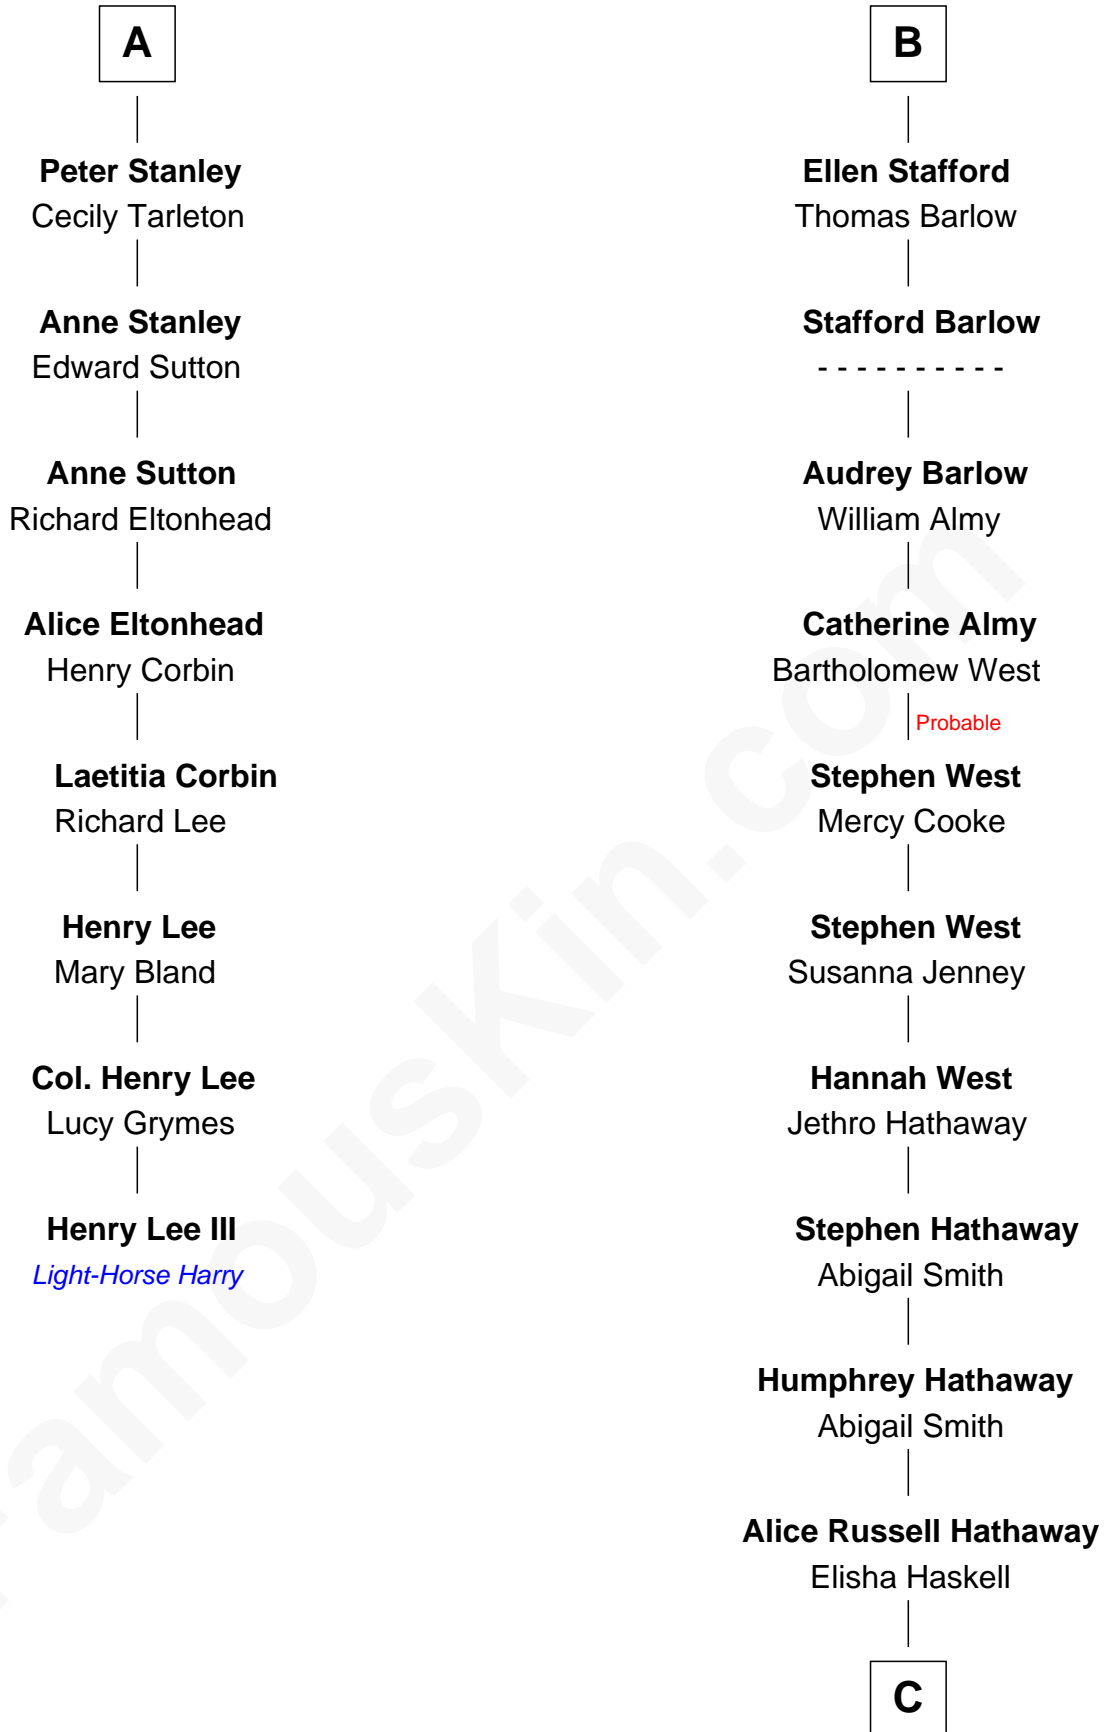 A
Peter Stanley
Cecily Tarleton
Anne Stanley
Edward Sutton
Anne Sutton
Richard Eltonhead
Alice Eltonhead
Henry Corbin
Laetitia Corbin
Richard Lee
Henry Lee
Mary Bland
Col. Henry Lee
Lucy Grymes
Henry Lee III
Light-Horse Harry
B
Ellen Stafford
Thomas Barlow
Stafford Barlow
- - - - - - - - - -
Audrey Barlow
William Almy
Catherine Almy
Bartholomew West
Probable
Stephen West
Mercy Cooke
Stephen West
Susanna Jenney
Hannah West
Jethro Hathaway
Stephen Hathaway
Abigail Smith
Humphrey Hathaway
Abigail Smith
Alice Russell Hathaway
Elisha Haskell
C
FamousKin.com